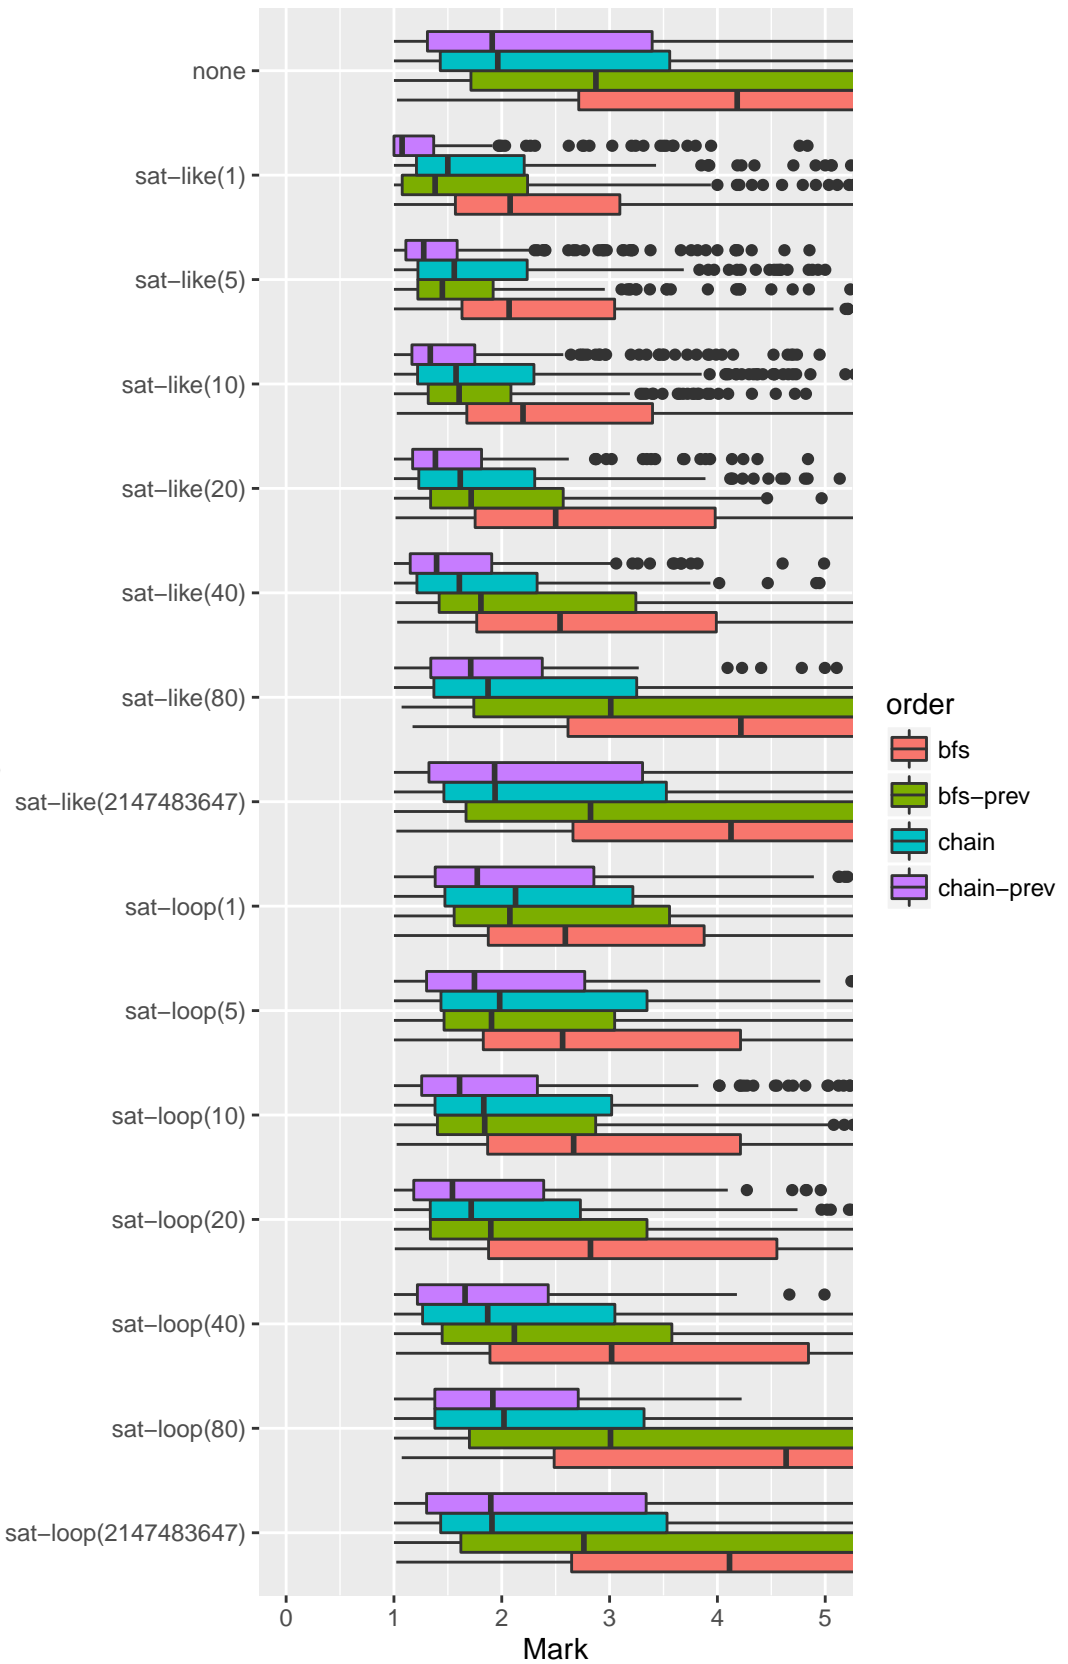 none
sat-like(1)
sat-like(5)
sat-like(10)
sat-like(20)
sat-like(40)
sat-like(80)
sat-like(2147483647)
sat-loop(1)
sat-loop(5)
sat-loop(10)
sat-loop(20)
sat-loop(40)
sat-loop(80)
sat-loop(2147483647)
0 1 2 3 4 5
Mark
order
bfs
bfs-prev
chain
chain-prev